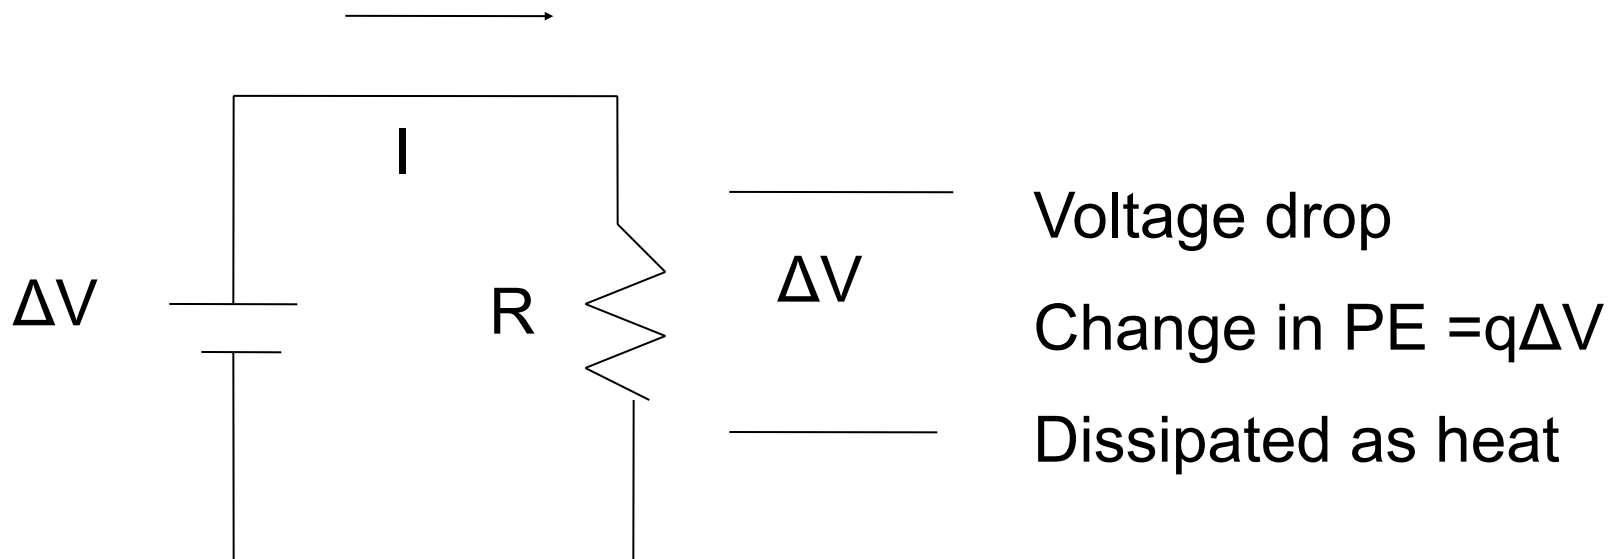 I
ΔV
R
ΔV
Voltage drop
Change in PE =qΔV
Dissipated as heat